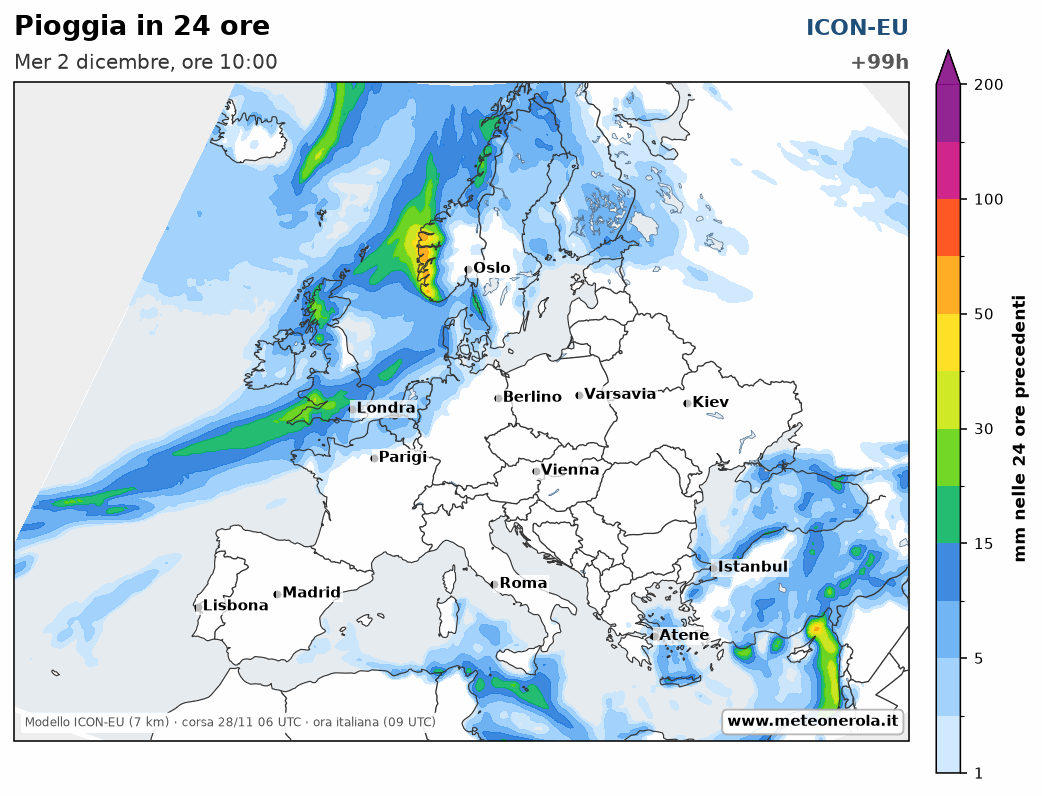 Pioggia in 24 ore
ICON-EU
Mer 2 dicembre, ore 10:00
+99h
200
100
50
30
15
5
1
mm nelle 24 ore precedenti
Oslo
Berlino
Varsavia
Kiev
Londra
Parigi
Vienna
Istanbul
Roma
Madrid
Lisbona
Atene
Modello ICON-EU (7 km) · corsa 28/11 06 UTC · ora italiana (09 UTC)
www.meteonerola.it